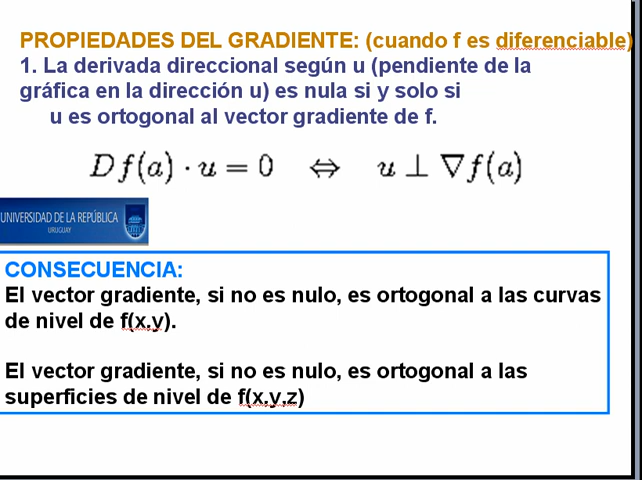 PROPIEDADES DEL GRADIENTE: (cuando f es diferenciable)
1. La derivada direccional según u (pendiente de la
gráfica en la dirección u) es nula si y solo si
u es ortogonal al vector gradiente de f.
Df(a) · u = 0 ⇔ u ⊥ ∇f(a)
UNIVERSIDAD DE LA REPÚBLICA
URUGUAY
CONSECUENCIA:
El vector gradiente, si no es nulo, es ortogonal a las curvas
de nivel de f(x,y).
El vector gradiente, si no es nulo, es ortogonal a las
superficies de nivel de f(x,y,z)